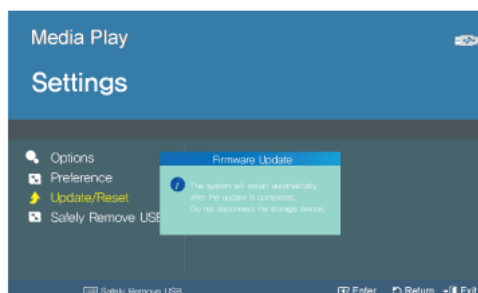 Media Play
Settings
Options
Preference
Update/Reset
Safely Remove USB
Firmware Update
The system will restart automatically
after the update is completed.
Do not disconnect the storage device.
Safely Remove USB
Enter Return Exit